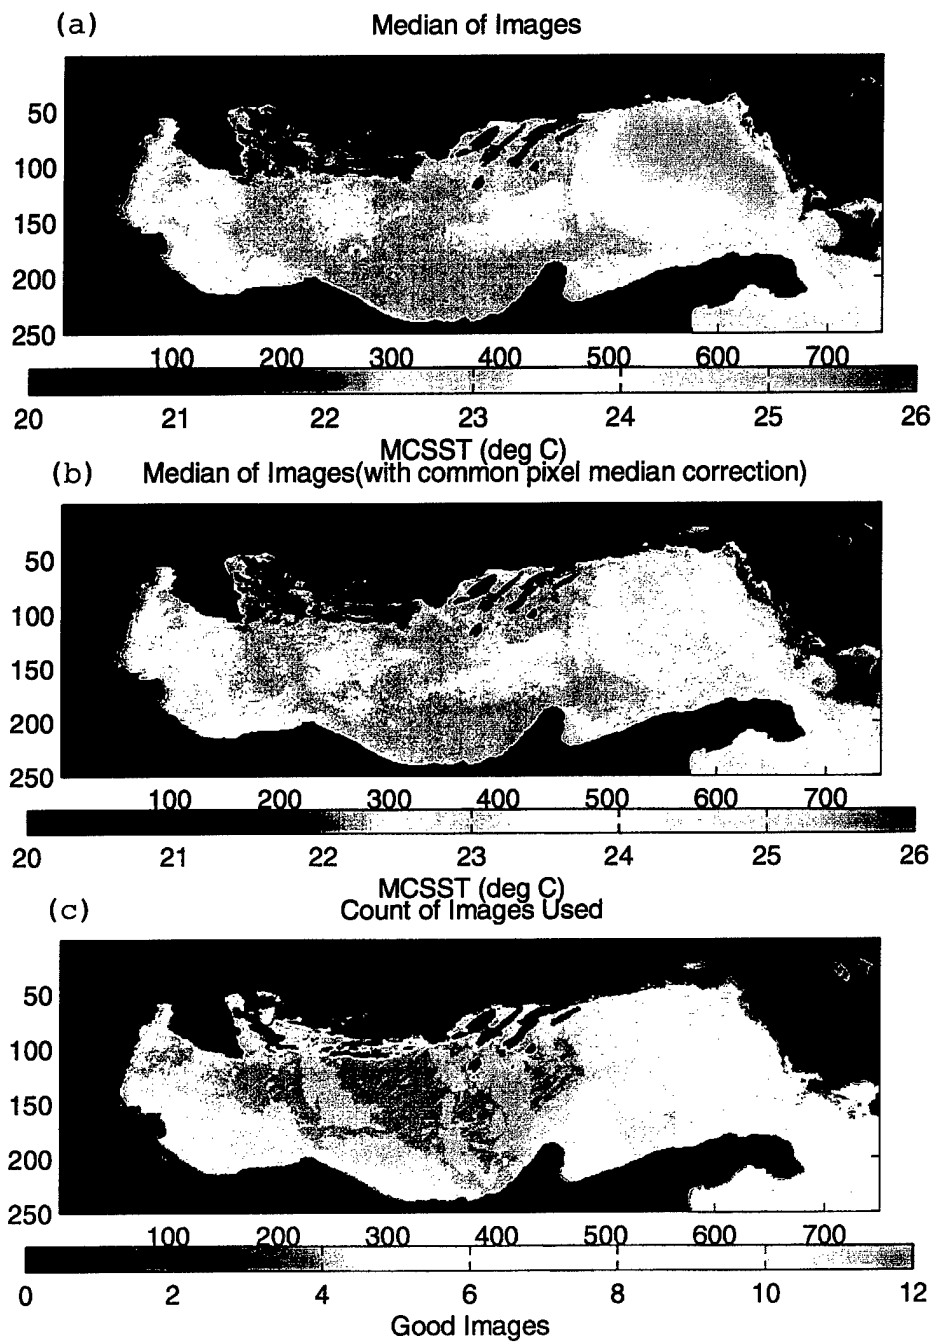 (a) Median of Images
50
100
150
200
250
100 200 300 400 500 600 700
20 21 22 23 24 25 26
MCSST (deg C)
(b) Median of Images(with common pixel median correction)
50
100
150
200
250
100 200 300 400 500 600 700
20 21 22 23 24 25 26
MCSST (deg C)
(c) Count of Images Used
50
100
150
200
250
100 200 300 400 500 600 700
0 2 4 6 8 10 12
Good Images